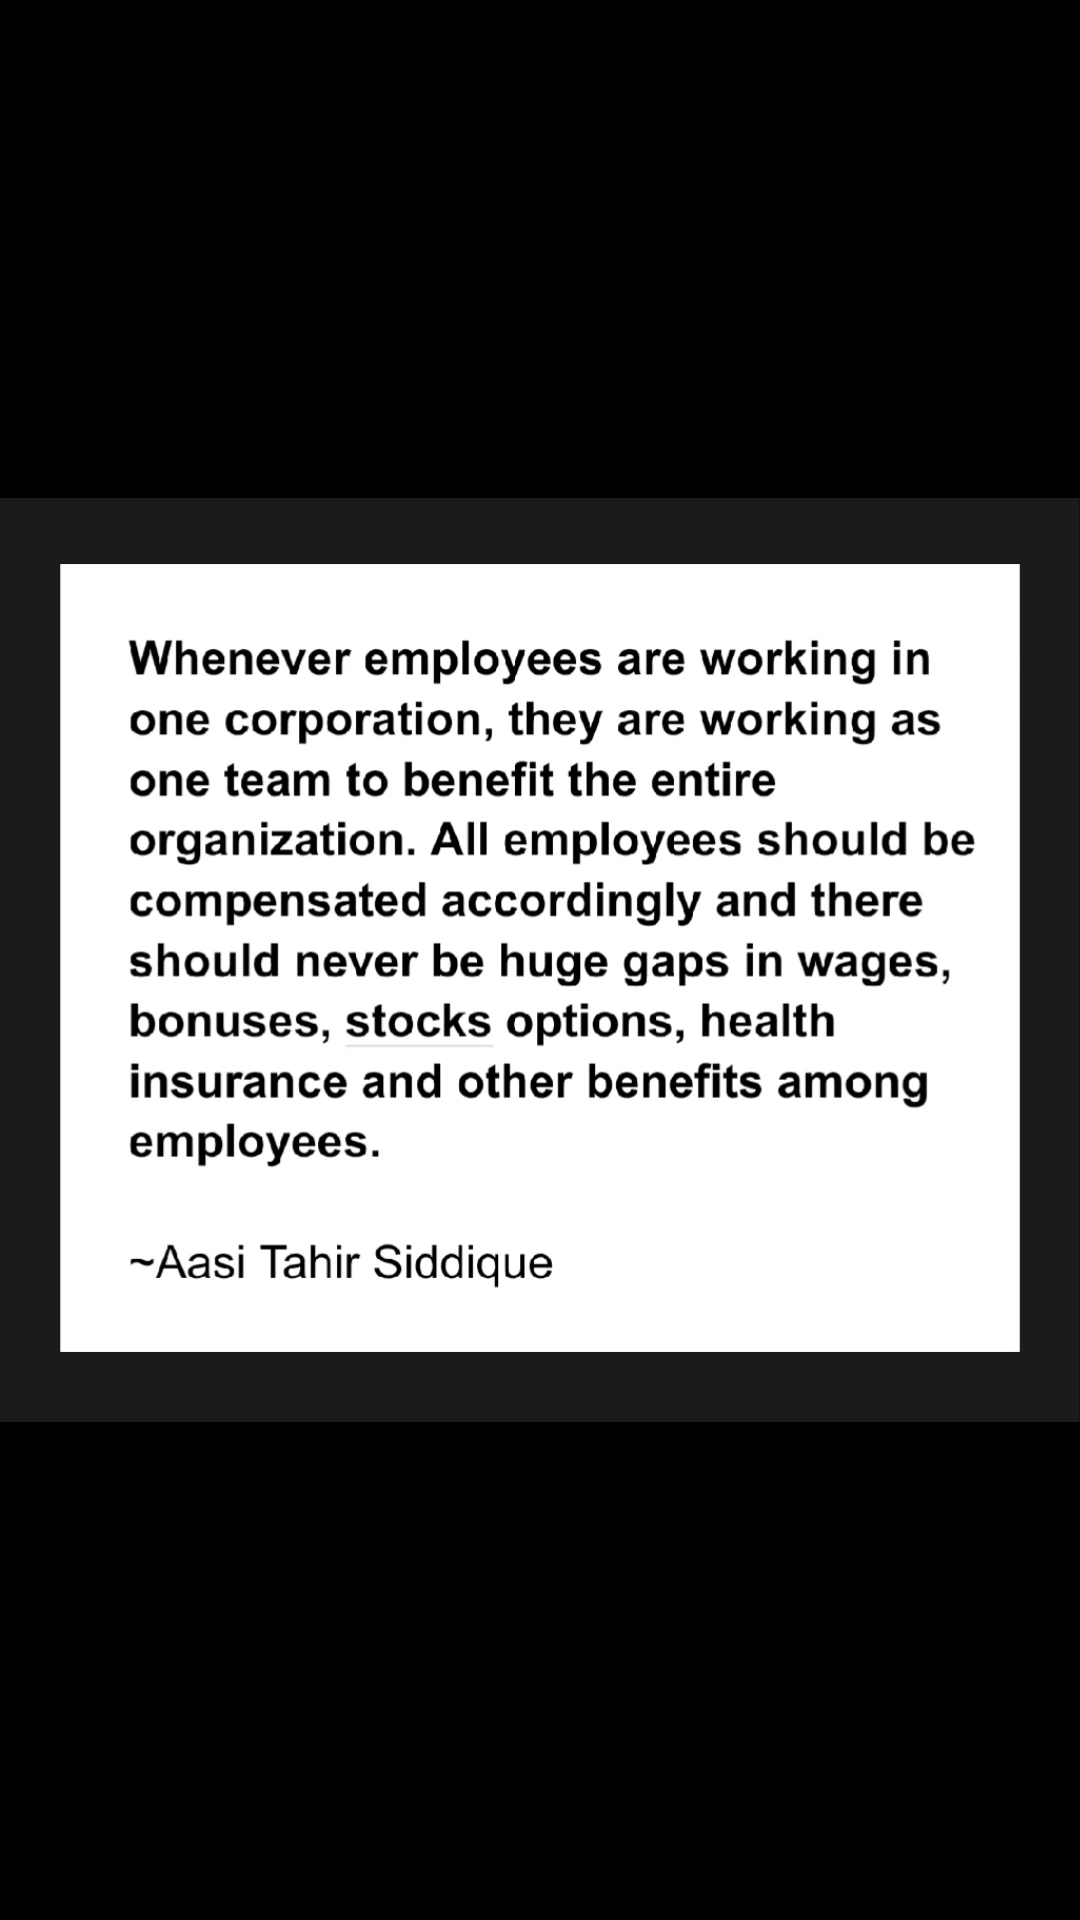 Whenever employees are working in
one corporation, they are working as
one team to benefit the entire
organization. All employees should be
compensated accordingly and there
should never be huge gaps in wages,
bonuses, stocks options, health
insurance and other benefits among
employees.
~Aasi Tahir Siddique